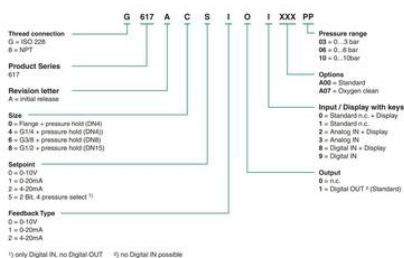 G 617 A C S I O I XXX PP
Thread connection
G = ISO 228
8 = NPT
Product Series
617
Revision letter
A = initial release
Size
0 = Flange + pressure hold (DN4)
4 = G1/4 + pressure hold (DN4))
6 = G3/8 + pressure hold (DN8)
8 = G1/2 + pressure hold (DN15)
Setpoint
0 = 0-10V
1 = 0-20mA
2 = 4-20mA
5 = 2 Bit, 4 pressure select ¹⁾
Feedback Type
0 = 0-10V
1 = 0-20mA
2 = 4-20mA
Pressure range
03 = 0...3 bar
06 = 0...6 bar
10 = 0...10bar
Options
A00 = Standard
A07 = Oxygen clean
Input / Display with keys
0 = Standard n.c. + Display
1 = Standard n.c.
2 = Analog IN + Display
3 = Analog IN
8 = Digital IN + Display
9 = Digital IN
Output
0 = n.c.
1 = Digital OUT ²⁾ (Standard)
¹⁾ only Digital IN, no Digital OUT ²⁾ no Digital IN possible